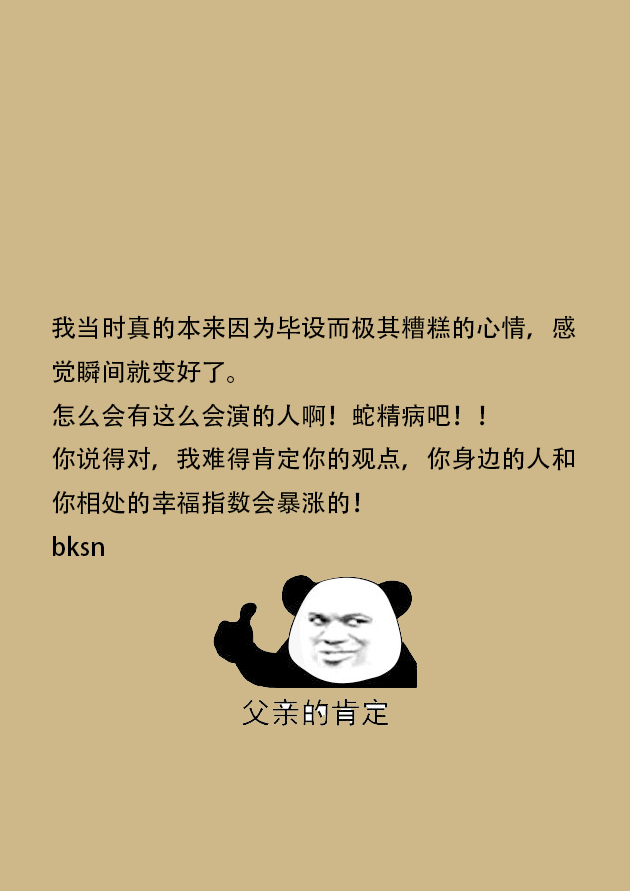 我当时真的本来因为毕设而极其糟糕的心情，感
觉瞬间就变好了。
怎么会有这么会演的人啊！蛇精病吧！！
你说得对，我难得肯定你的观点，你身边的人和
你相处的幸福指数会暴涨的！
bksn
父亲的肯定